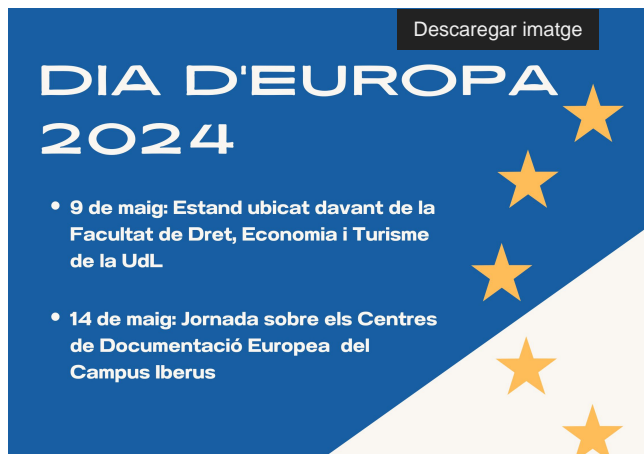 Descaregar imatge
DIA D'EUROPA
2024
• 9 de maig: Estand ubicat davant de la
Facultat de Dret, Economia i Turisme
de la UdL
• 14 de maig: Jornada sobre els Centres
de Documentació Europea del
Campus Iberus